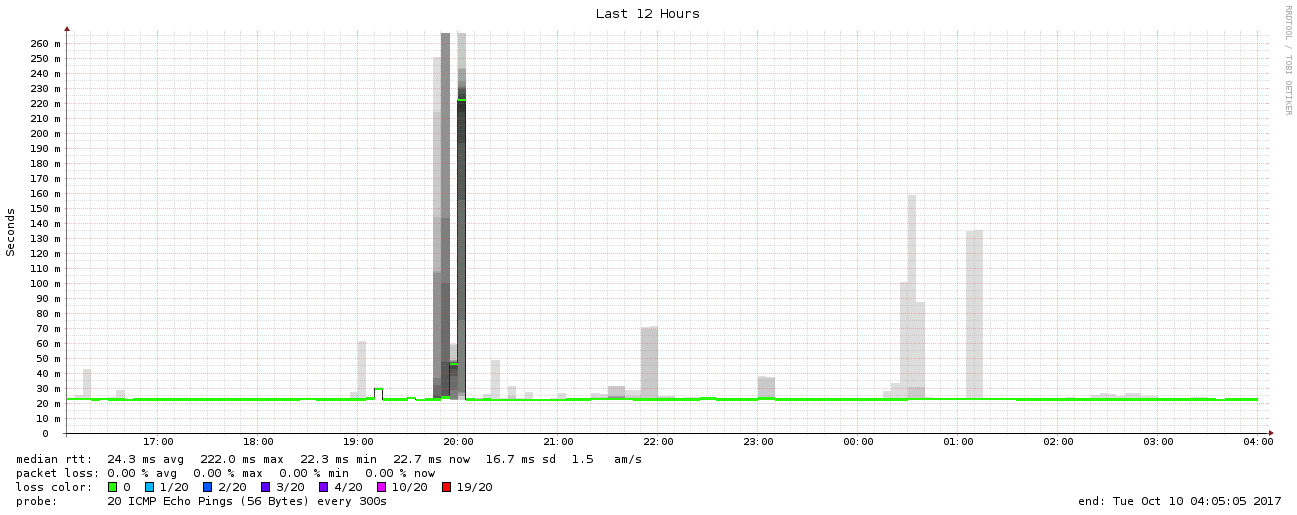 Last 12 Hours
RRDTOOL / TOBI OETIKER
Seconds
260 m
250 m
240 m
230 m
220 m
210 m
200 m
190 m
180 m
170 m
160 m
150 m
140 m
130 m
120 m
110 m
100 m
90 m
80 m
70 m
60 m
50 m
40 m
30 m
20 m
10 m
0
17:00 18:00 19:00 20:00 21:00 22:00 23:00 00:00 01:00 02:00 03:00 04:00
median rtt: 24.3 ms avg 222.0 ms max 22.3 ms min 22.7 ms now 16.7 ms sd 1.5 am/s
packet loss: 0.00 % avg 0.00 % max 0.00 % min 0.00 % now
loss color: 0 1/20 2/20 3/20 4/20 10/20 19/20
probe: 20 ICMP Echo Pings (56 Bytes) every 300s end: Tue Oct 10 04:05:05 2017